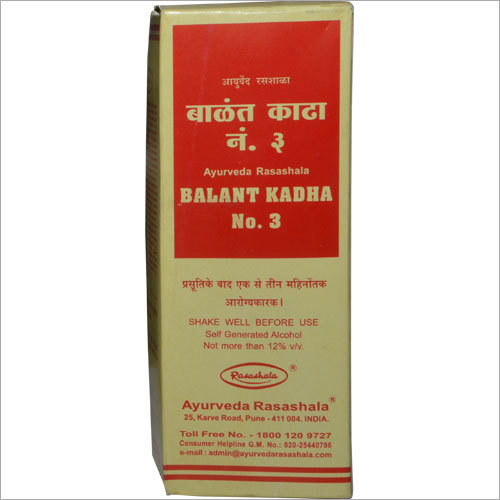 आयुर्वेद रसशाळा
बाळंत काढा
नं. ३
Ayurveda Rasashala
BALANT KADHA
No. 3
प्रसूतिके बाद एक से तीन महिनोंतक
आरोग्यकारक।
SHAKE WELL BEFORE USE
Self Generated Alcohol
Not more than 12% v/v.
Rasashala ®
Ayurveda Rasashala®
25, Karve Road, Pune - 411 004. INDIA.
Toll Free No. - 1800 120 9727
Consumer Helpline G.M. No.: 020-25440796
e-mail : admin@ayurvedarasashala.com